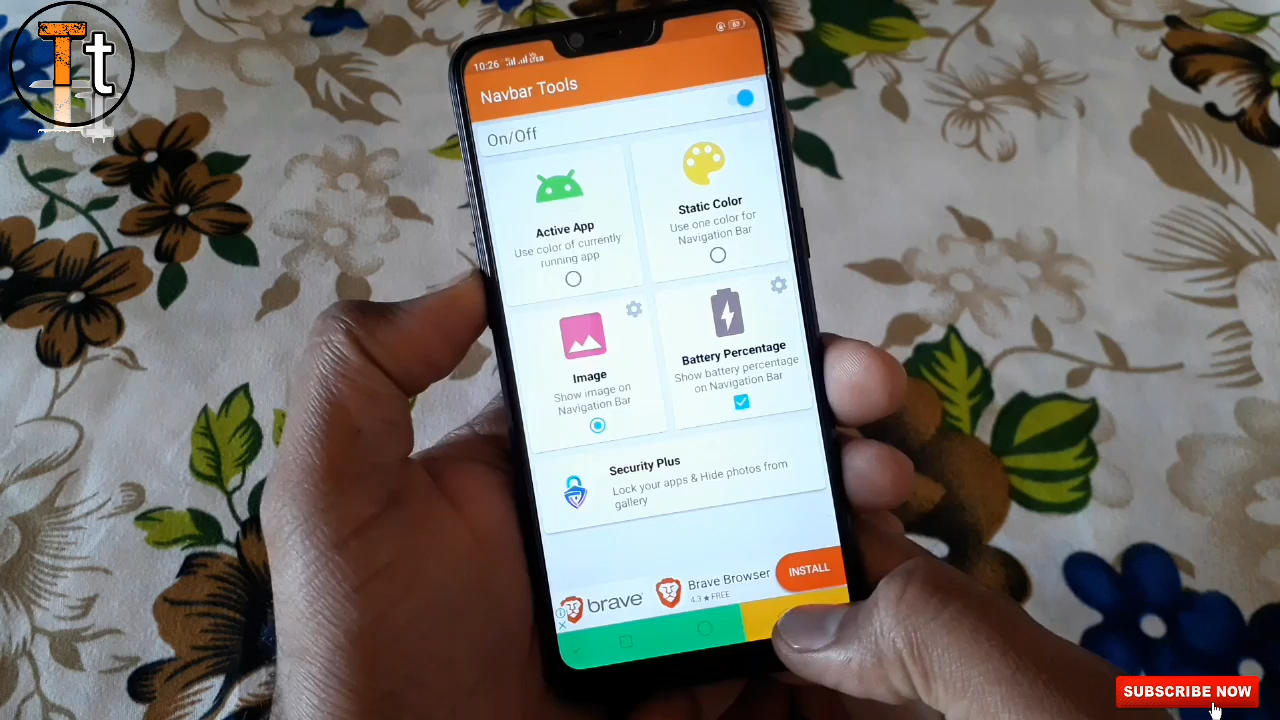 Tt
10:26
Navbar Tools
On/Off
Active App
Use color of currently
running app
Static Color
Use one color for
Navigation Bar
Image
Show image on
Navigation Bar
Battery Percentage
Show battery percentage
on Navigation Bar
Security Plus
Lock your apps & Hide photos from
gallery
brave
Brave Browser
4.3 ★ FREE
INSTALL
SUBSCRIBE NOW